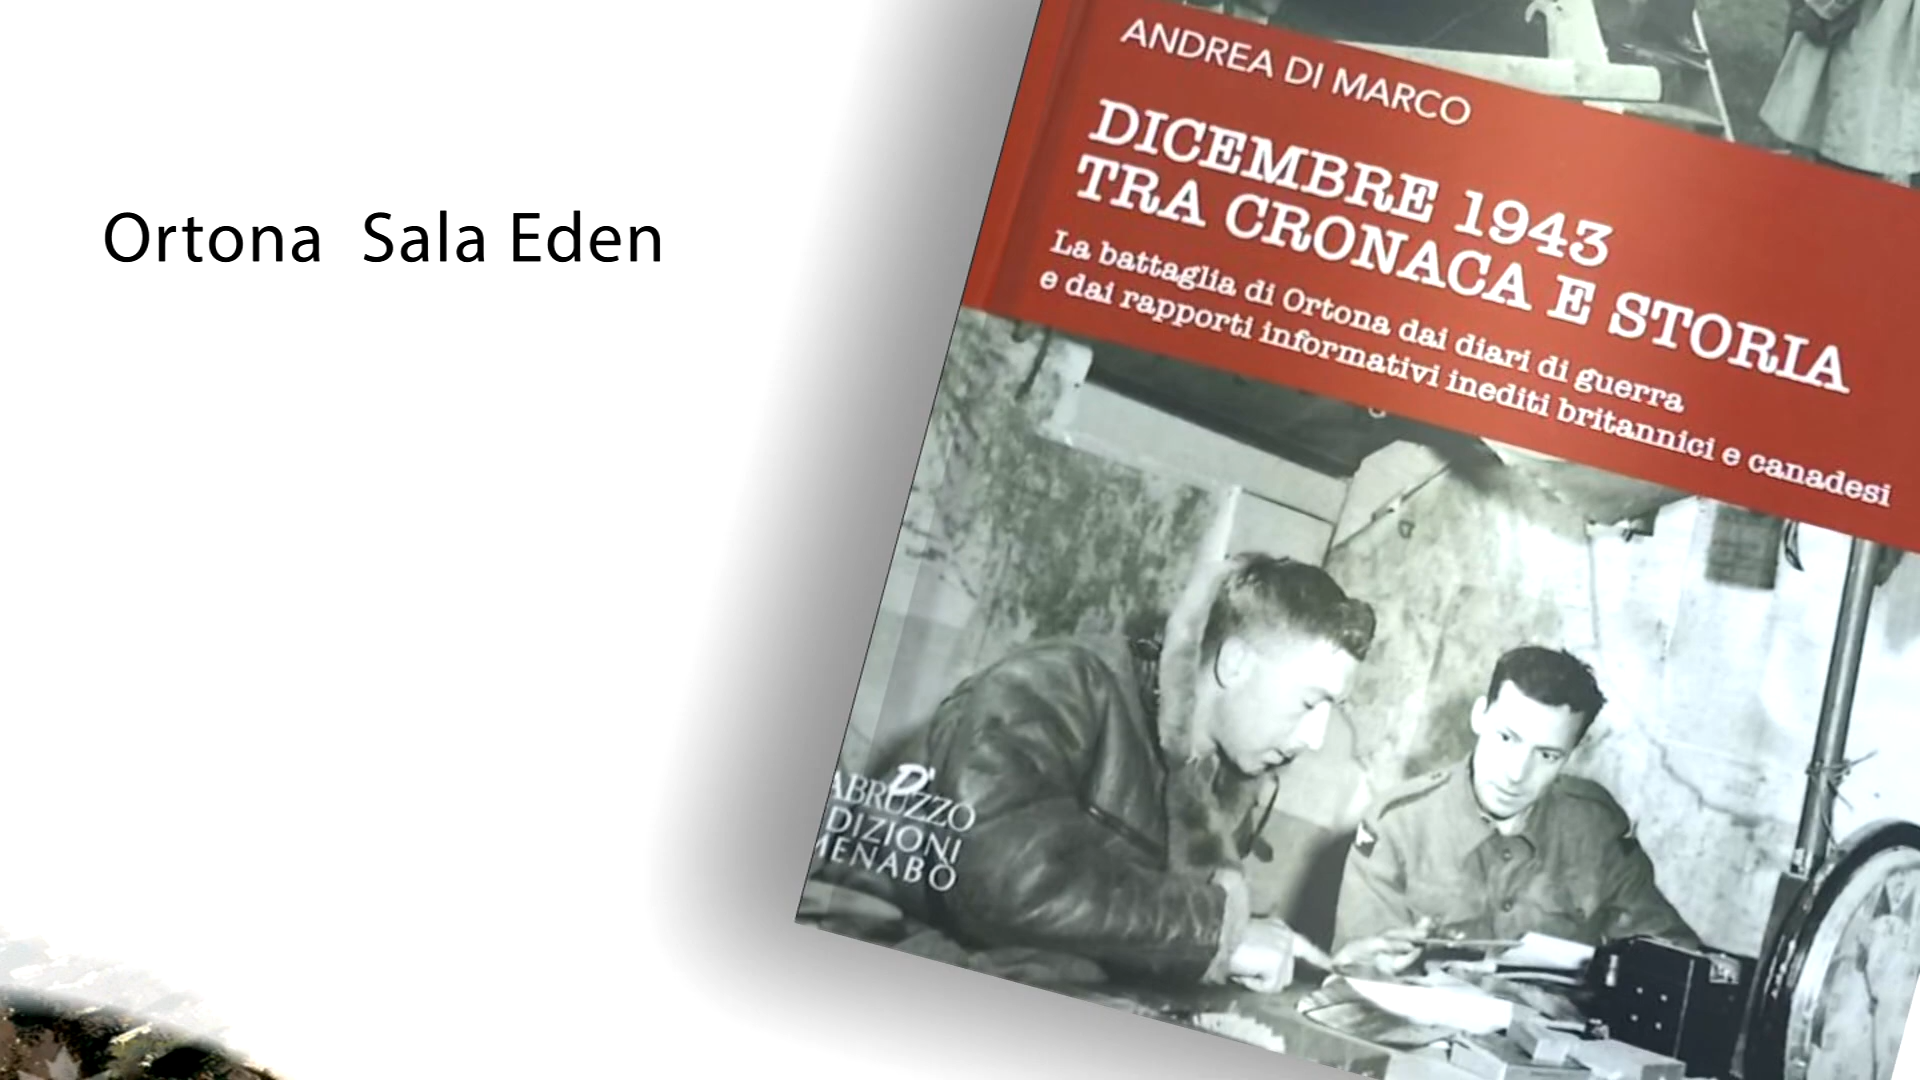 Ortona Sala Eden
ANDREA DI MARCO
DICEMBRE 1943
TRA CRONACA E STORIA
La battaglia di Ortona dai diari di guerra
e dai rapporti informativi inediti britannici e canadesi
D'
ABRUZZO
DIZIONI
MENABÒ